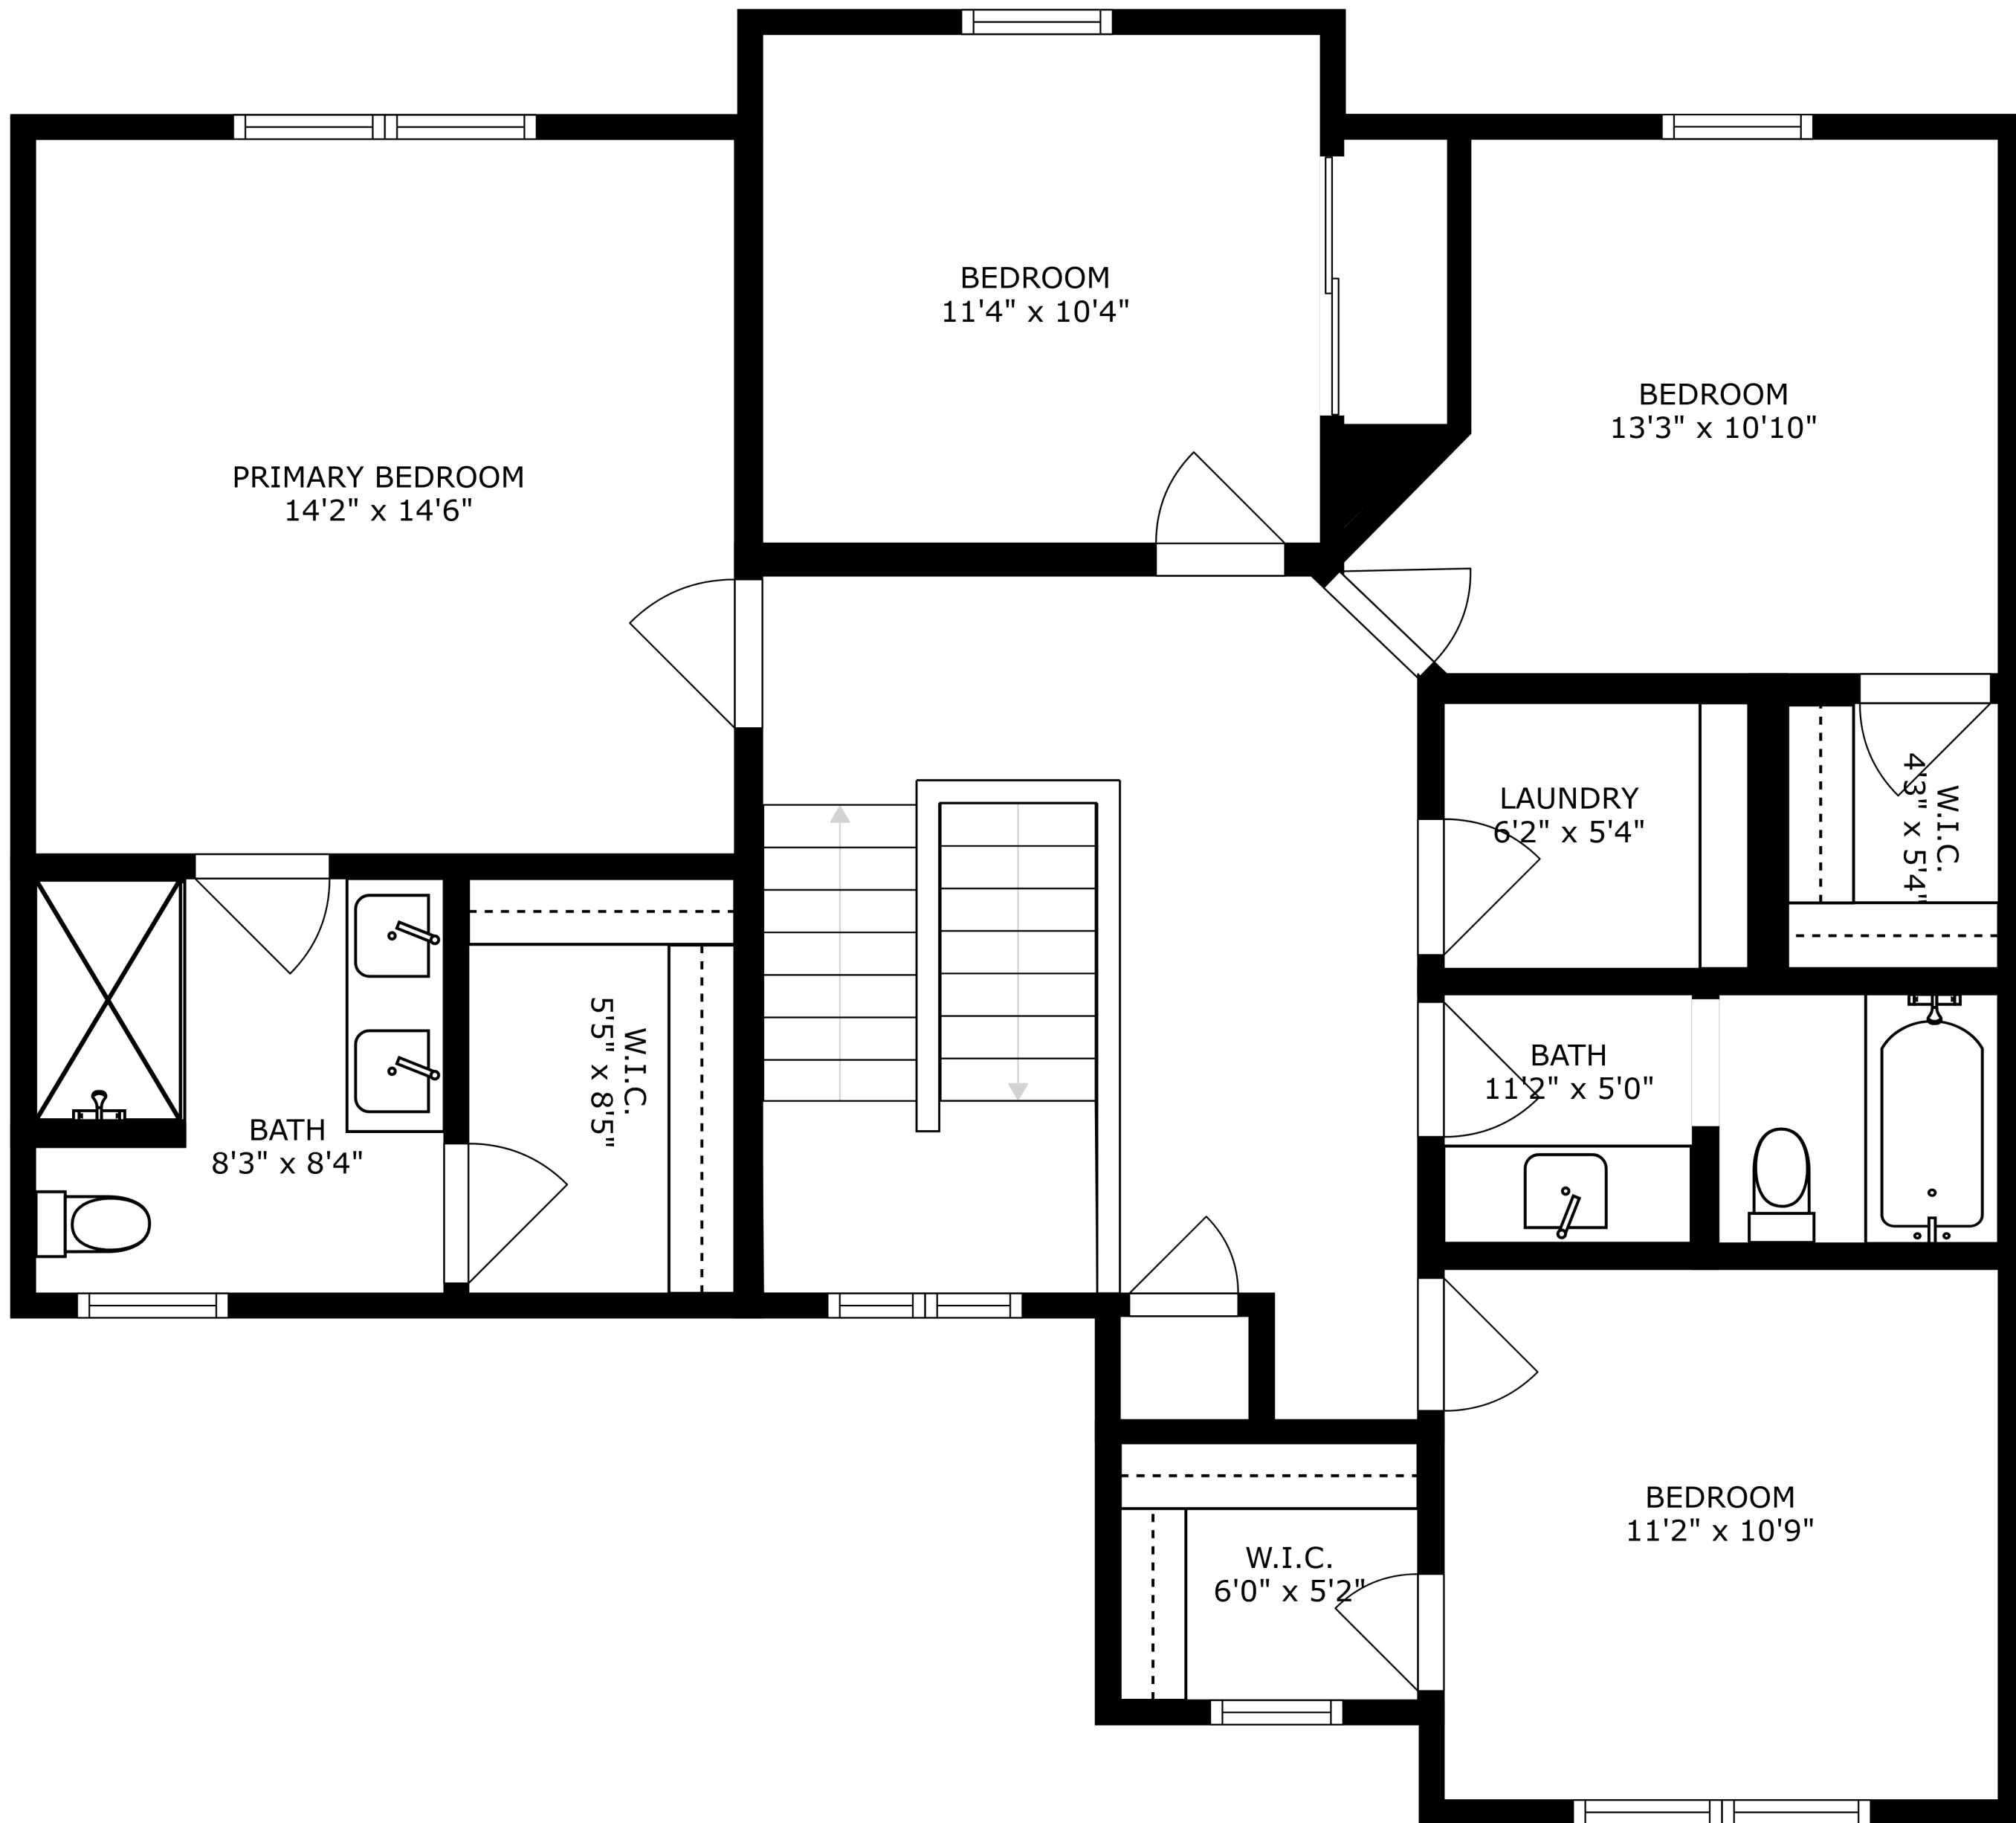 BEDROOM
11'4" x 10'4"
BEDROOM
13'3" x 10'10"
PRIMARY BEDROOM
14'2" x 14'6"
LAUNDRY
6'2" x 5'4"
W.I.C.
4'3" x 5'4"
W.I.C.
5'5" x 8'5"
BATH
11'2" x 5'0"
BATH
8'3" x 8'4"
BEDROOM
11'2" x 10'9"
W.I.C.
6'0" x 5'2"